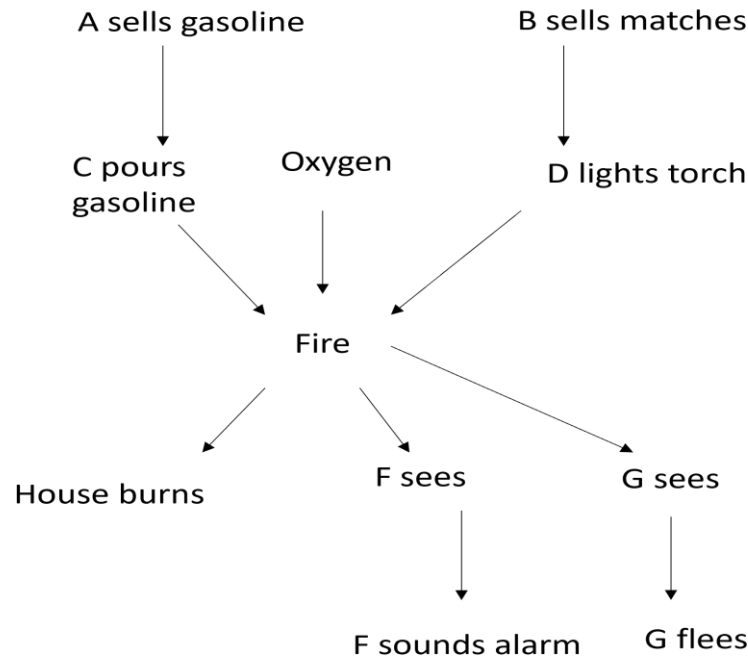 A sells gasoline
B sells matches
C pours
gasoline
Oxygen
D lights torch
Fire
House burns
F sees
G sees
F sounds alarm
G flees